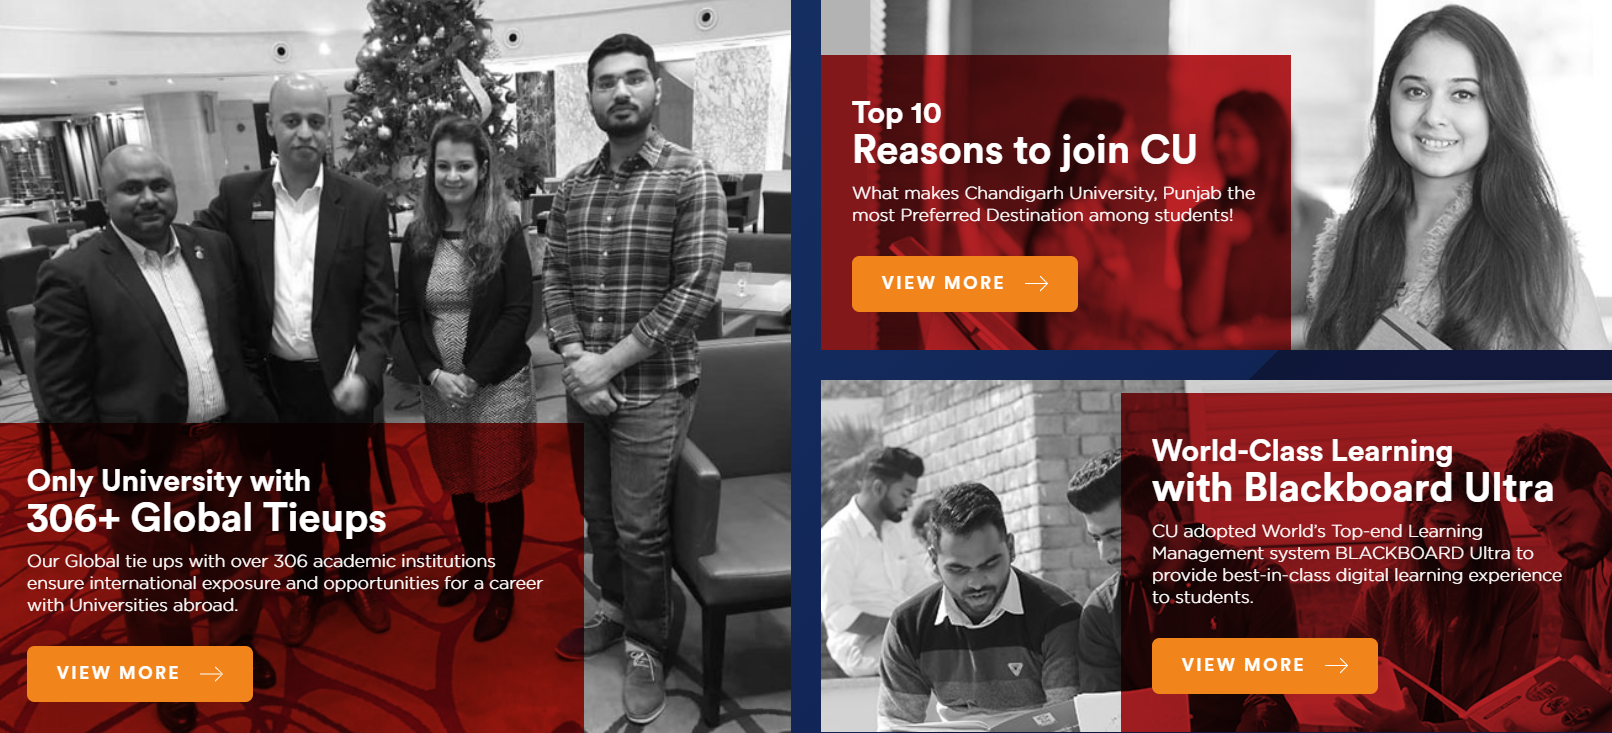 Only University with
306+ Global Tieups
Our Global tie ups with over 306 academic institutions
ensure international exposure and opportunities for a career
with Universities abroad.
VIEW MORE
Top 10
Reasons to join CU
What makes Chandigarh University, Punjab the
most Preferred Destination among students!
VIEW MORE
World-Class Learning
with Blackboard Ultra
CU adopted World’s Top-end Learning
Management system BLACKBOARD Ultra to
provide best-in-class digital learning experience
to students.
VIEW MORE